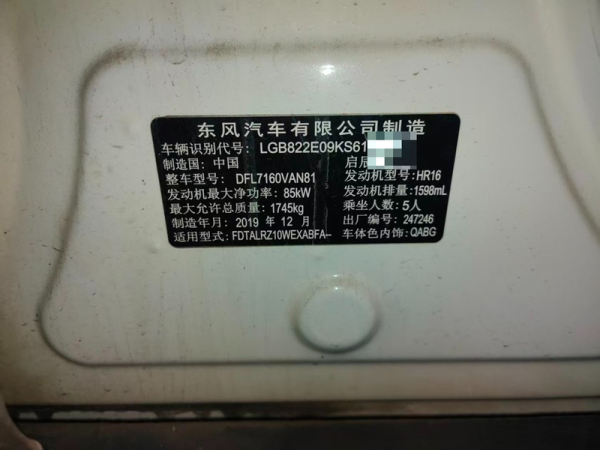 东风汽车有限公司制造
车辆识别代号: LGB822E09KS61
制造国: 中国 启辰
整车型号: DFL7160VAN81 发动机型号: HR16
发动机最大净功率: 85kW 发动机排量: 1598mL
最大允许总质量: 1745kg 乘坐人数: 5人
制造年月: 2019 年 12 月 出厂编号: 247246
适用型式: FDTALRZ10WEXABFA-- 车体色内饰: QABG